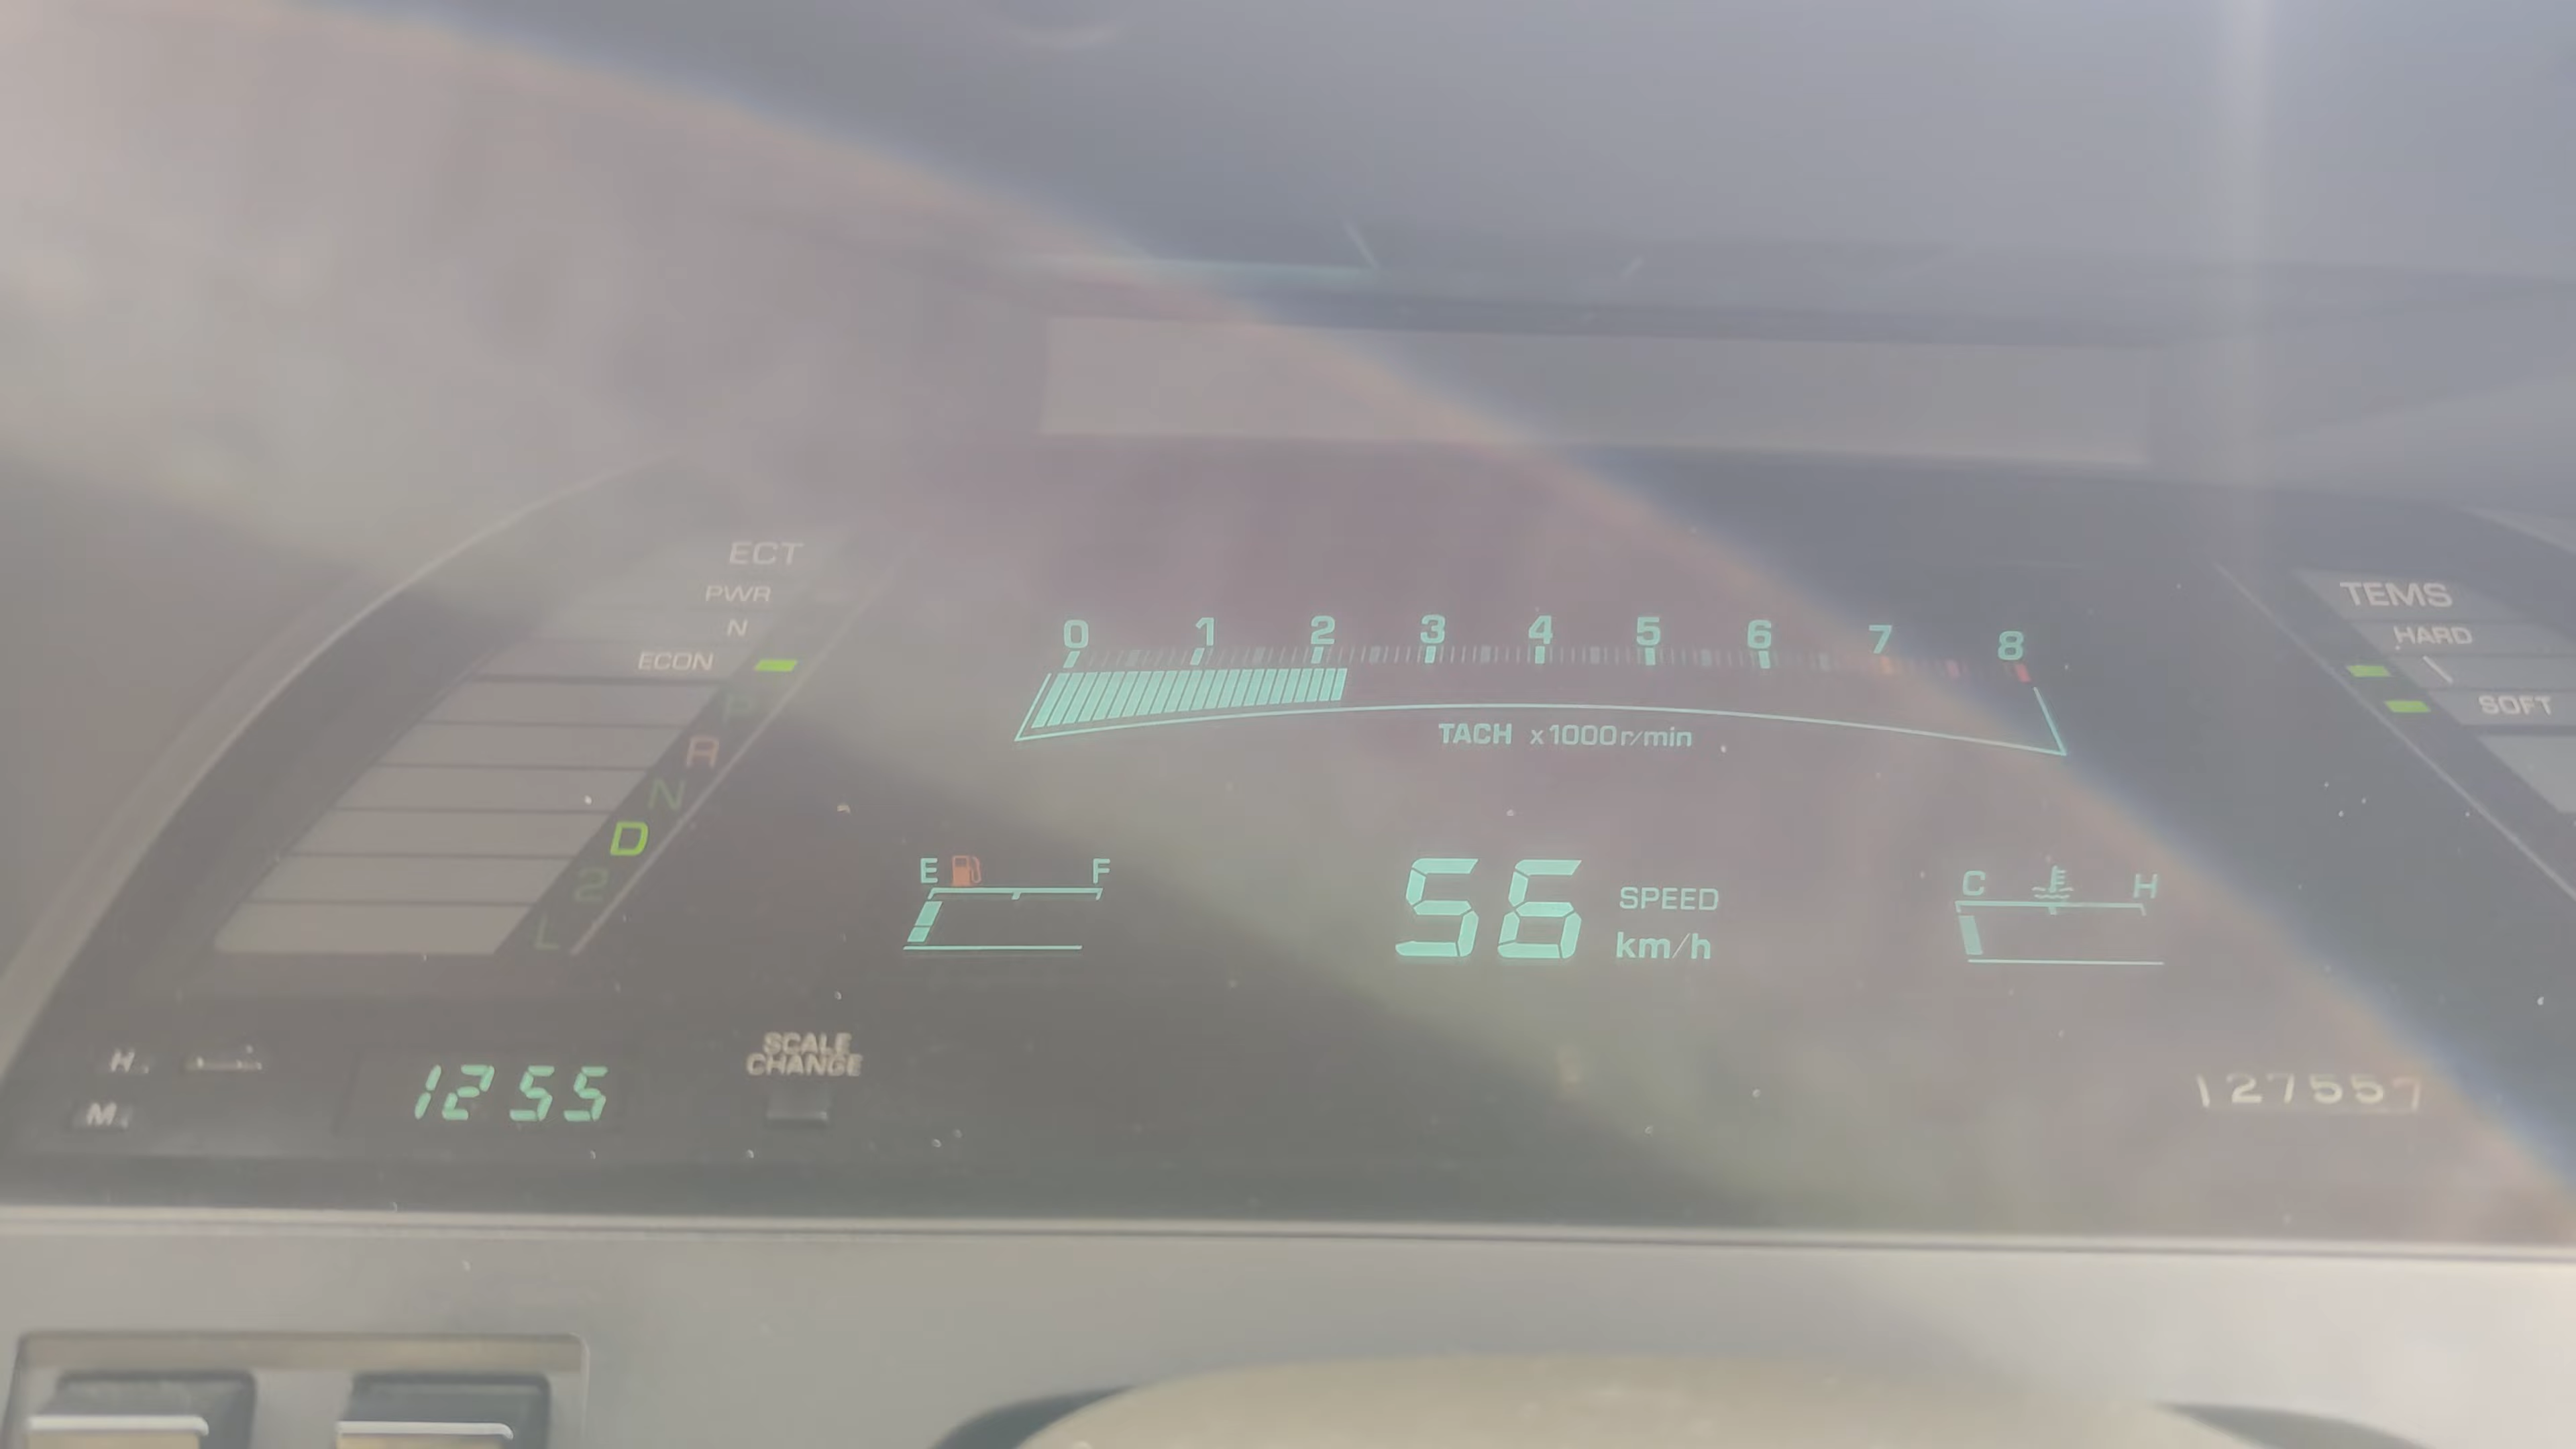 ECT
PWR
N
ECON
P
R
N
D
2
L
0 1 2 3 4 5 6 7 8
TACH x1000r/min
TEMS
HARD
SOFT
E F
56 SPEED
km/h
C H
H
M
1255
SCALE
CHANGE
127557